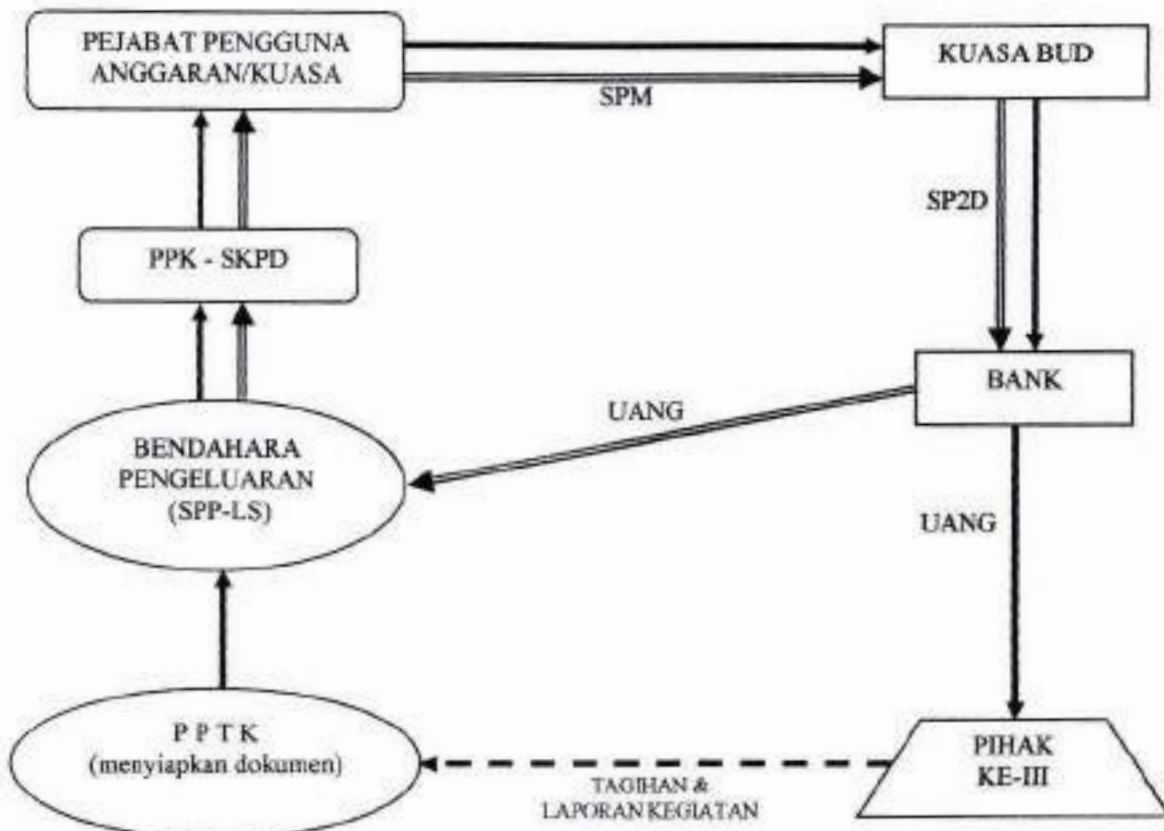 PEJABAT PENGGUNA
ANGGARAN/KUASA
KUASA BUD
SPM
SP2D
PPK - SKPD
BANK
UANG
BENDAHARA
PENGELUARAN
(SPP-LS)
UANG
P P T K
(menyiapkan dokumen)
PIHAK
KE-III
TAGIHAN &
LAPORAN KEGIATAN